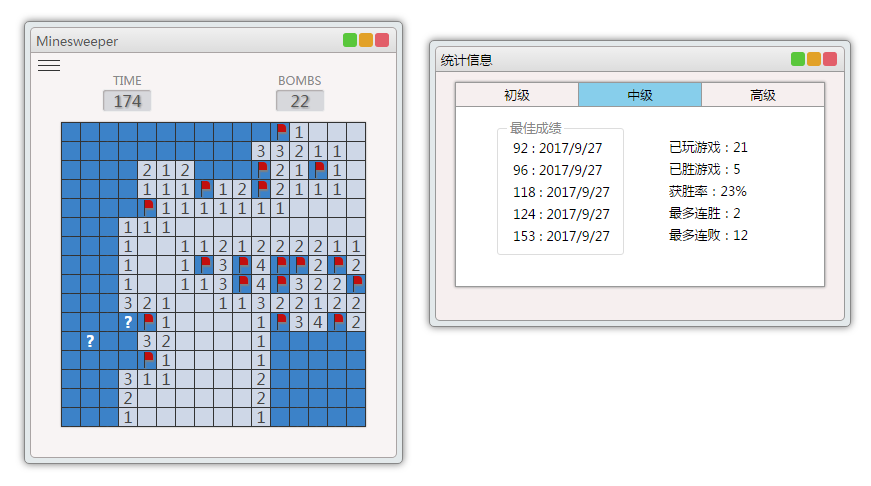 Minesweeper
TIME
BOMBS
174
22
1
3 3 2 1 1
2 1 2 2 1 1
1 1 1 1 2 2 1 1 1
1 1 1 1 1 1 1
1 1 1
1 1 1 2 1 2 2 2 2 1 1
1 1 3 4 2 2
1 1 1 3 4 3 2 2
3 2 1 1 1 3 2 2 1 2 2
? 1 1 3 4 2
? 3 2 1
1 1
3 1 1 2
2 2
1 1
统计信息
初级 中级 高级
最佳成绩
92 : 2017/9/27
96 : 2017/9/27
118 : 2017/9/27
124 : 2017/9/27
153 : 2017/9/27
已玩游戏：21
已胜游戏：5
获胜率：23%
最多连胜：2
最多连败：12